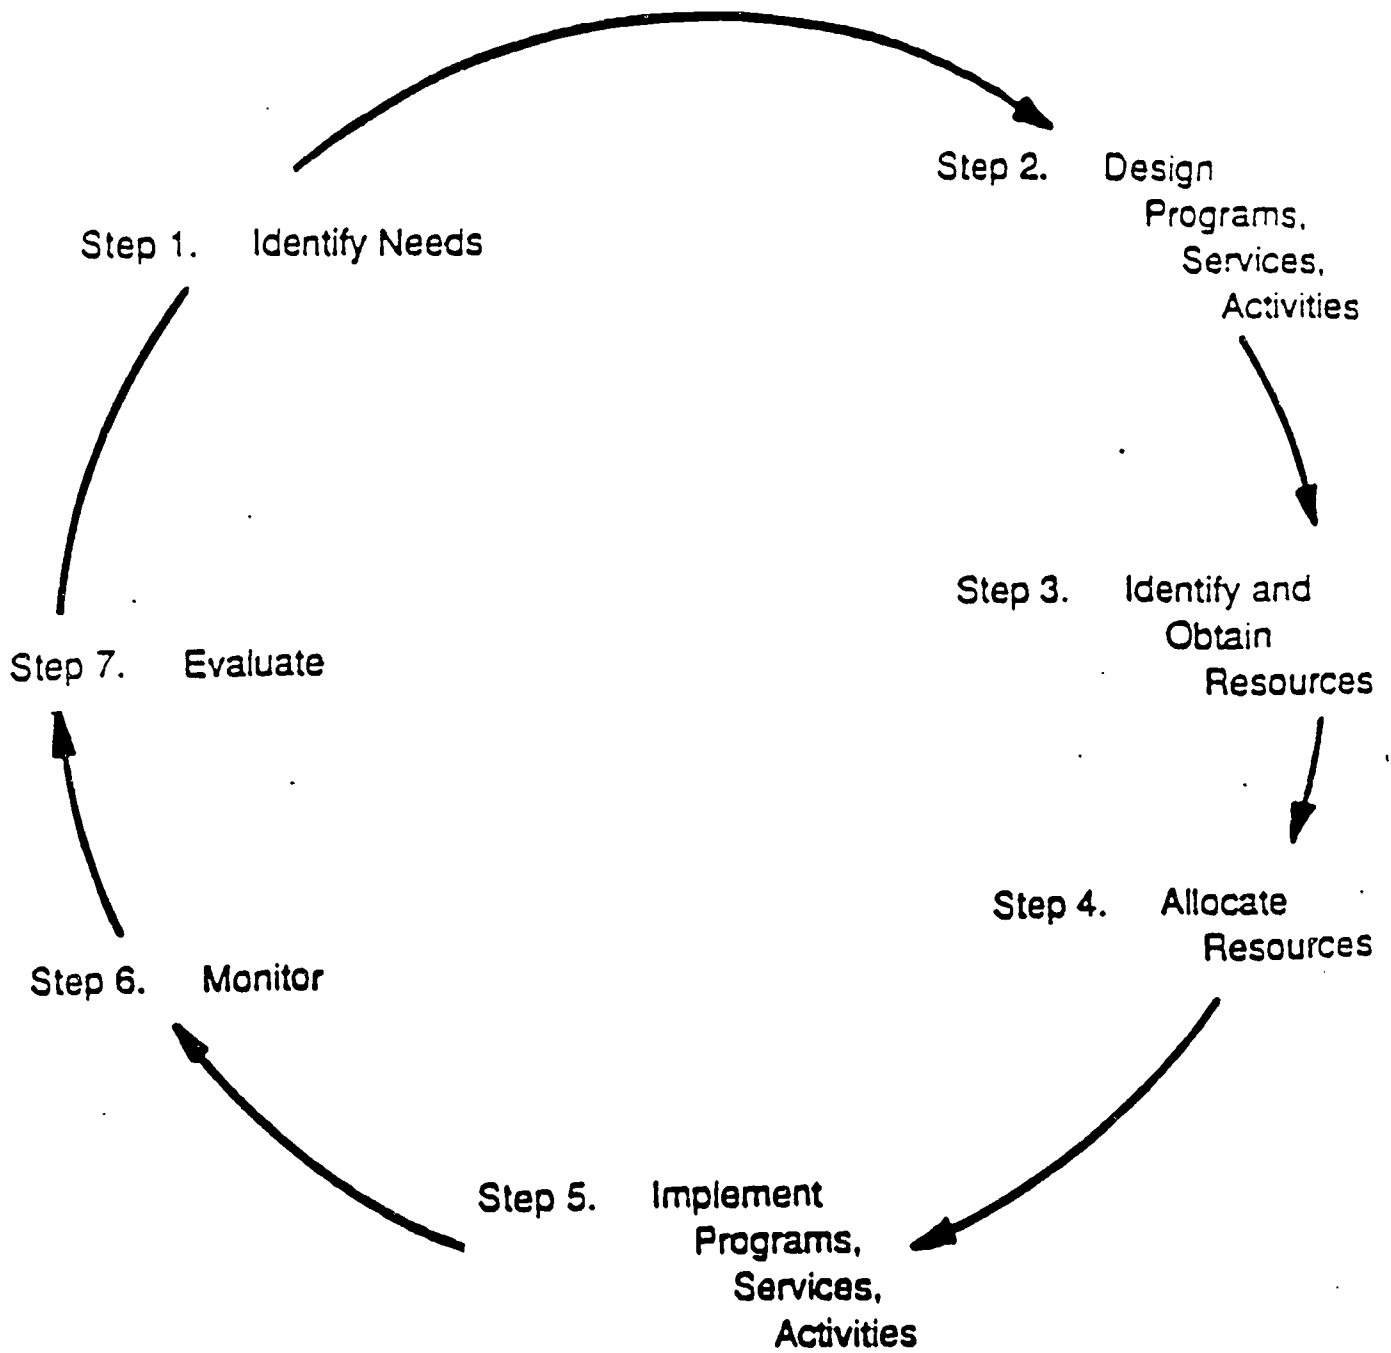 Step 1. Identify Needs
Step 2. Design
Programs,
Services,
Activities
Step 3. Identify and
Obtain
Resources
Step 4. Allocate
Resources
Step 5. Implement
Programs,
Services,
Activities
Step 6. Monitor
Step 7. Evaluate